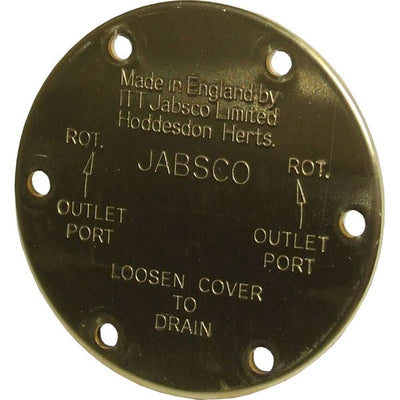 Made in England by
ITT Jabsco Limited
Hoddesdon Herts.
JABSCO
ROT.
OUTLET
PORT
ROT.
OUTLET
PORT
LOOSEN COVER
TO
DRAIN